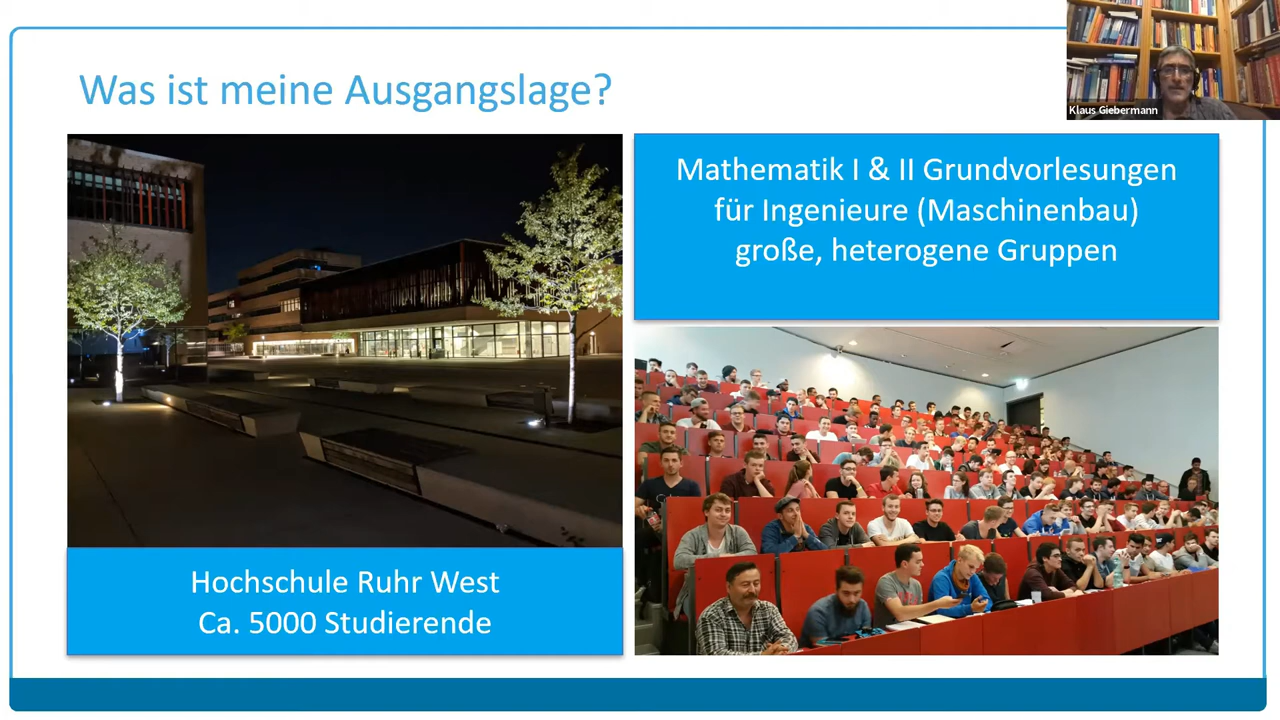 Was ist meine Ausgangslage?
Klaus Giebermann
Mathematik I & II Grundvorlesungen
für Ingenieure (Maschinenbau)
große, heterogene Gruppen
Hochschule Ruhr West
Ca. 5000 Studierende